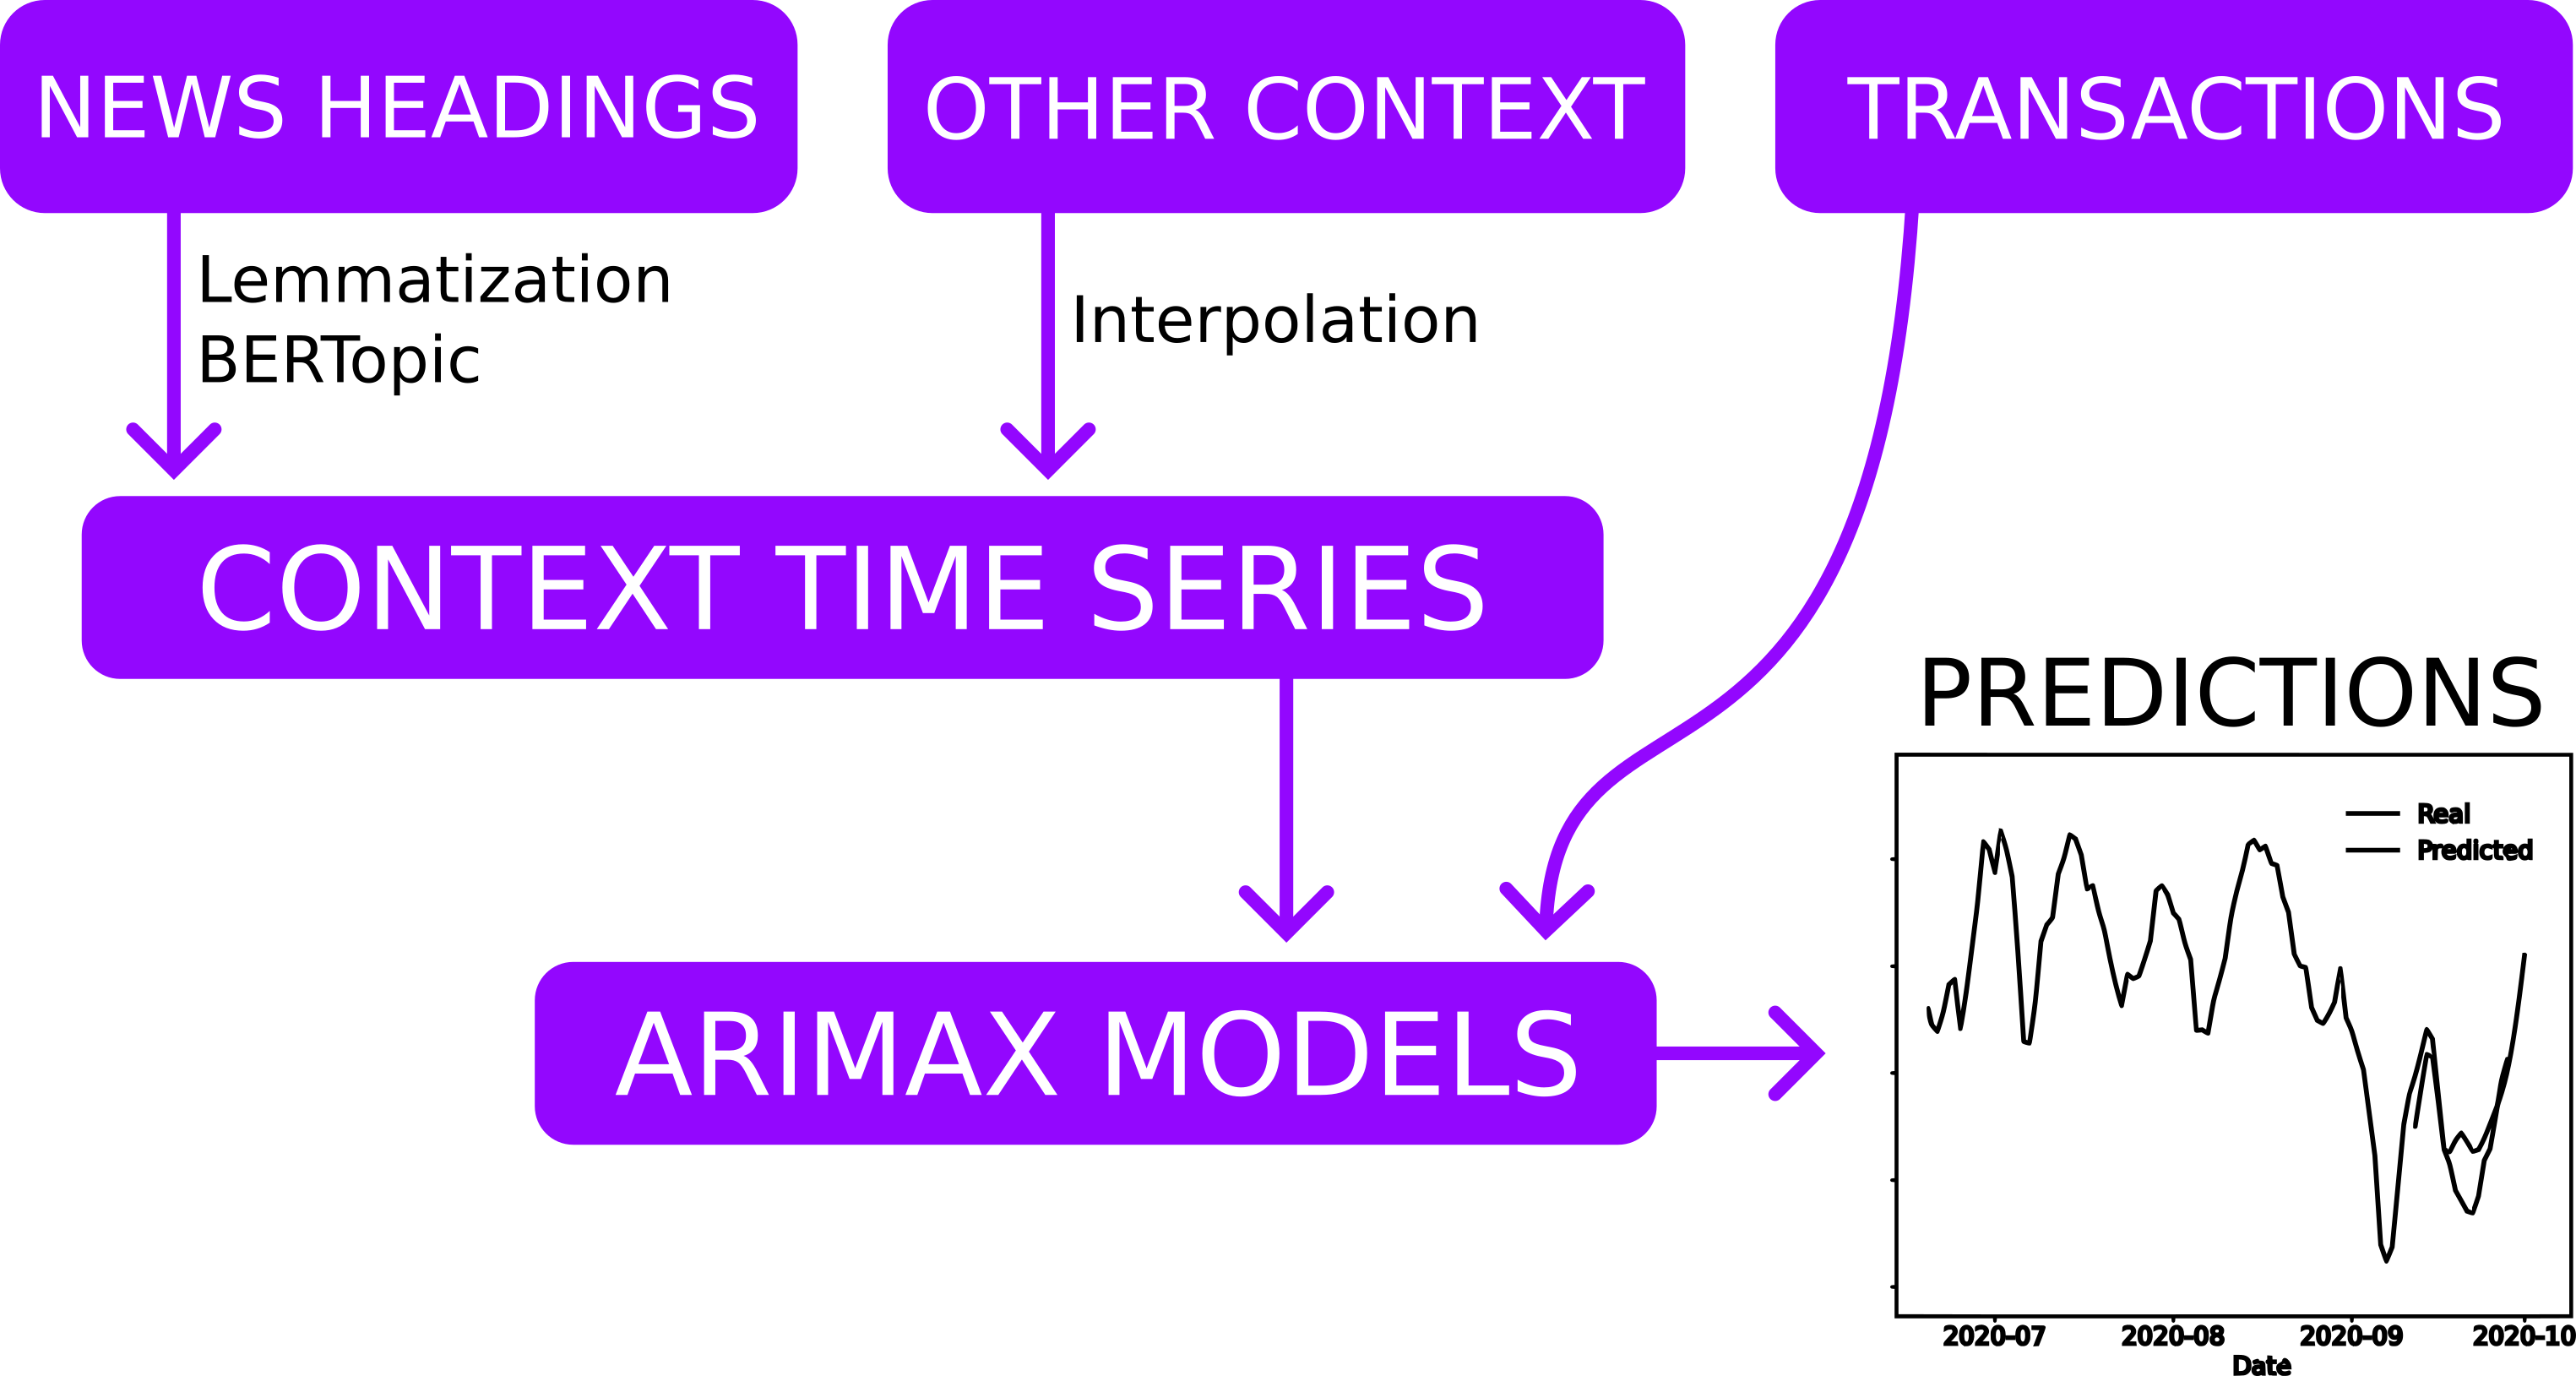 NEWS HEADINGS
OTHER CONTEXT
TRANSACTIONS
Lemmatization
BERTopic
Interpolation
CONTEXT TIME SERIES
ARIMAX MODELS
PREDICTIONS
Real
Predicted
2020-07
2020-08
2020-09
2020-10
Date